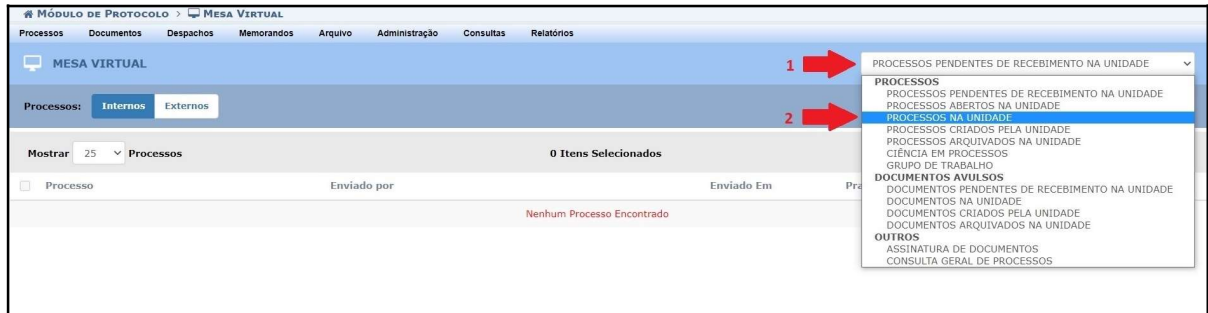 MÓDULO DE PROTOCOLO > MESA VIRTUAL
Processos Documentos Despachos Memorandos Arquivo Administração Consultas Relatórios
MESA VIRTUAL
1
PROCESSOS PENDENTES DE RECEBIMENTO NA UNIDADE
Processos: Internos Externos
2
PROCESSOS
PROCESSOS PENDENTES DE RECEBIMENTO NA UNIDADE
PROCESSOS ABERTOS NA UNIDADE
PROCESSOS NA UNIDADE
PROCESSOS CRIADOS PELA UNIDADE
PROCESSOS ARQUIVADOS NA UNIDADE
CIÊNCIA EM PROCESSOS
GRUPO DE TRABALHO
DOCUMENTOS AVULSOS
DOCUMENTOS PENDENTES DE RECEBIMENTO NA UNIDADE
DOCUMENTOS NA UNIDADE
DOCUMENTOS CRIADOS PELA UNIDADE
DOCUMENTOS ARQUIVADOS NA UNIDADE
OUTROS
ASSINATURA DE DOCUMENTOS
CONSULTA GERAL DE PROCESSOS
Mostrar 25 Processos 0 Itens Selecionados
Processo Enviado por Enviado Em Pra
Nenhum Processo Encontrado